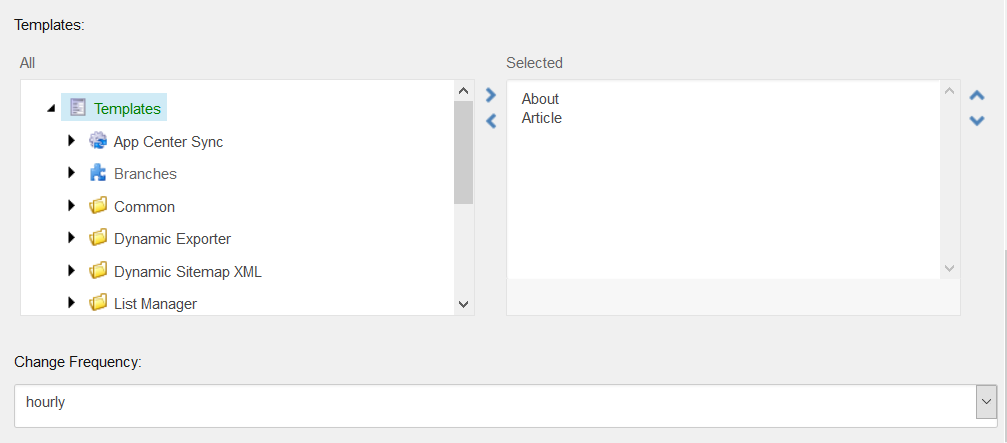 Templates:
All
Selected
Templates
App Center Sync
Branches
Common
Dynamic Exporter
Dynamic Sitemap XML
List Manager
About
Article
Change Frequency:
hourly